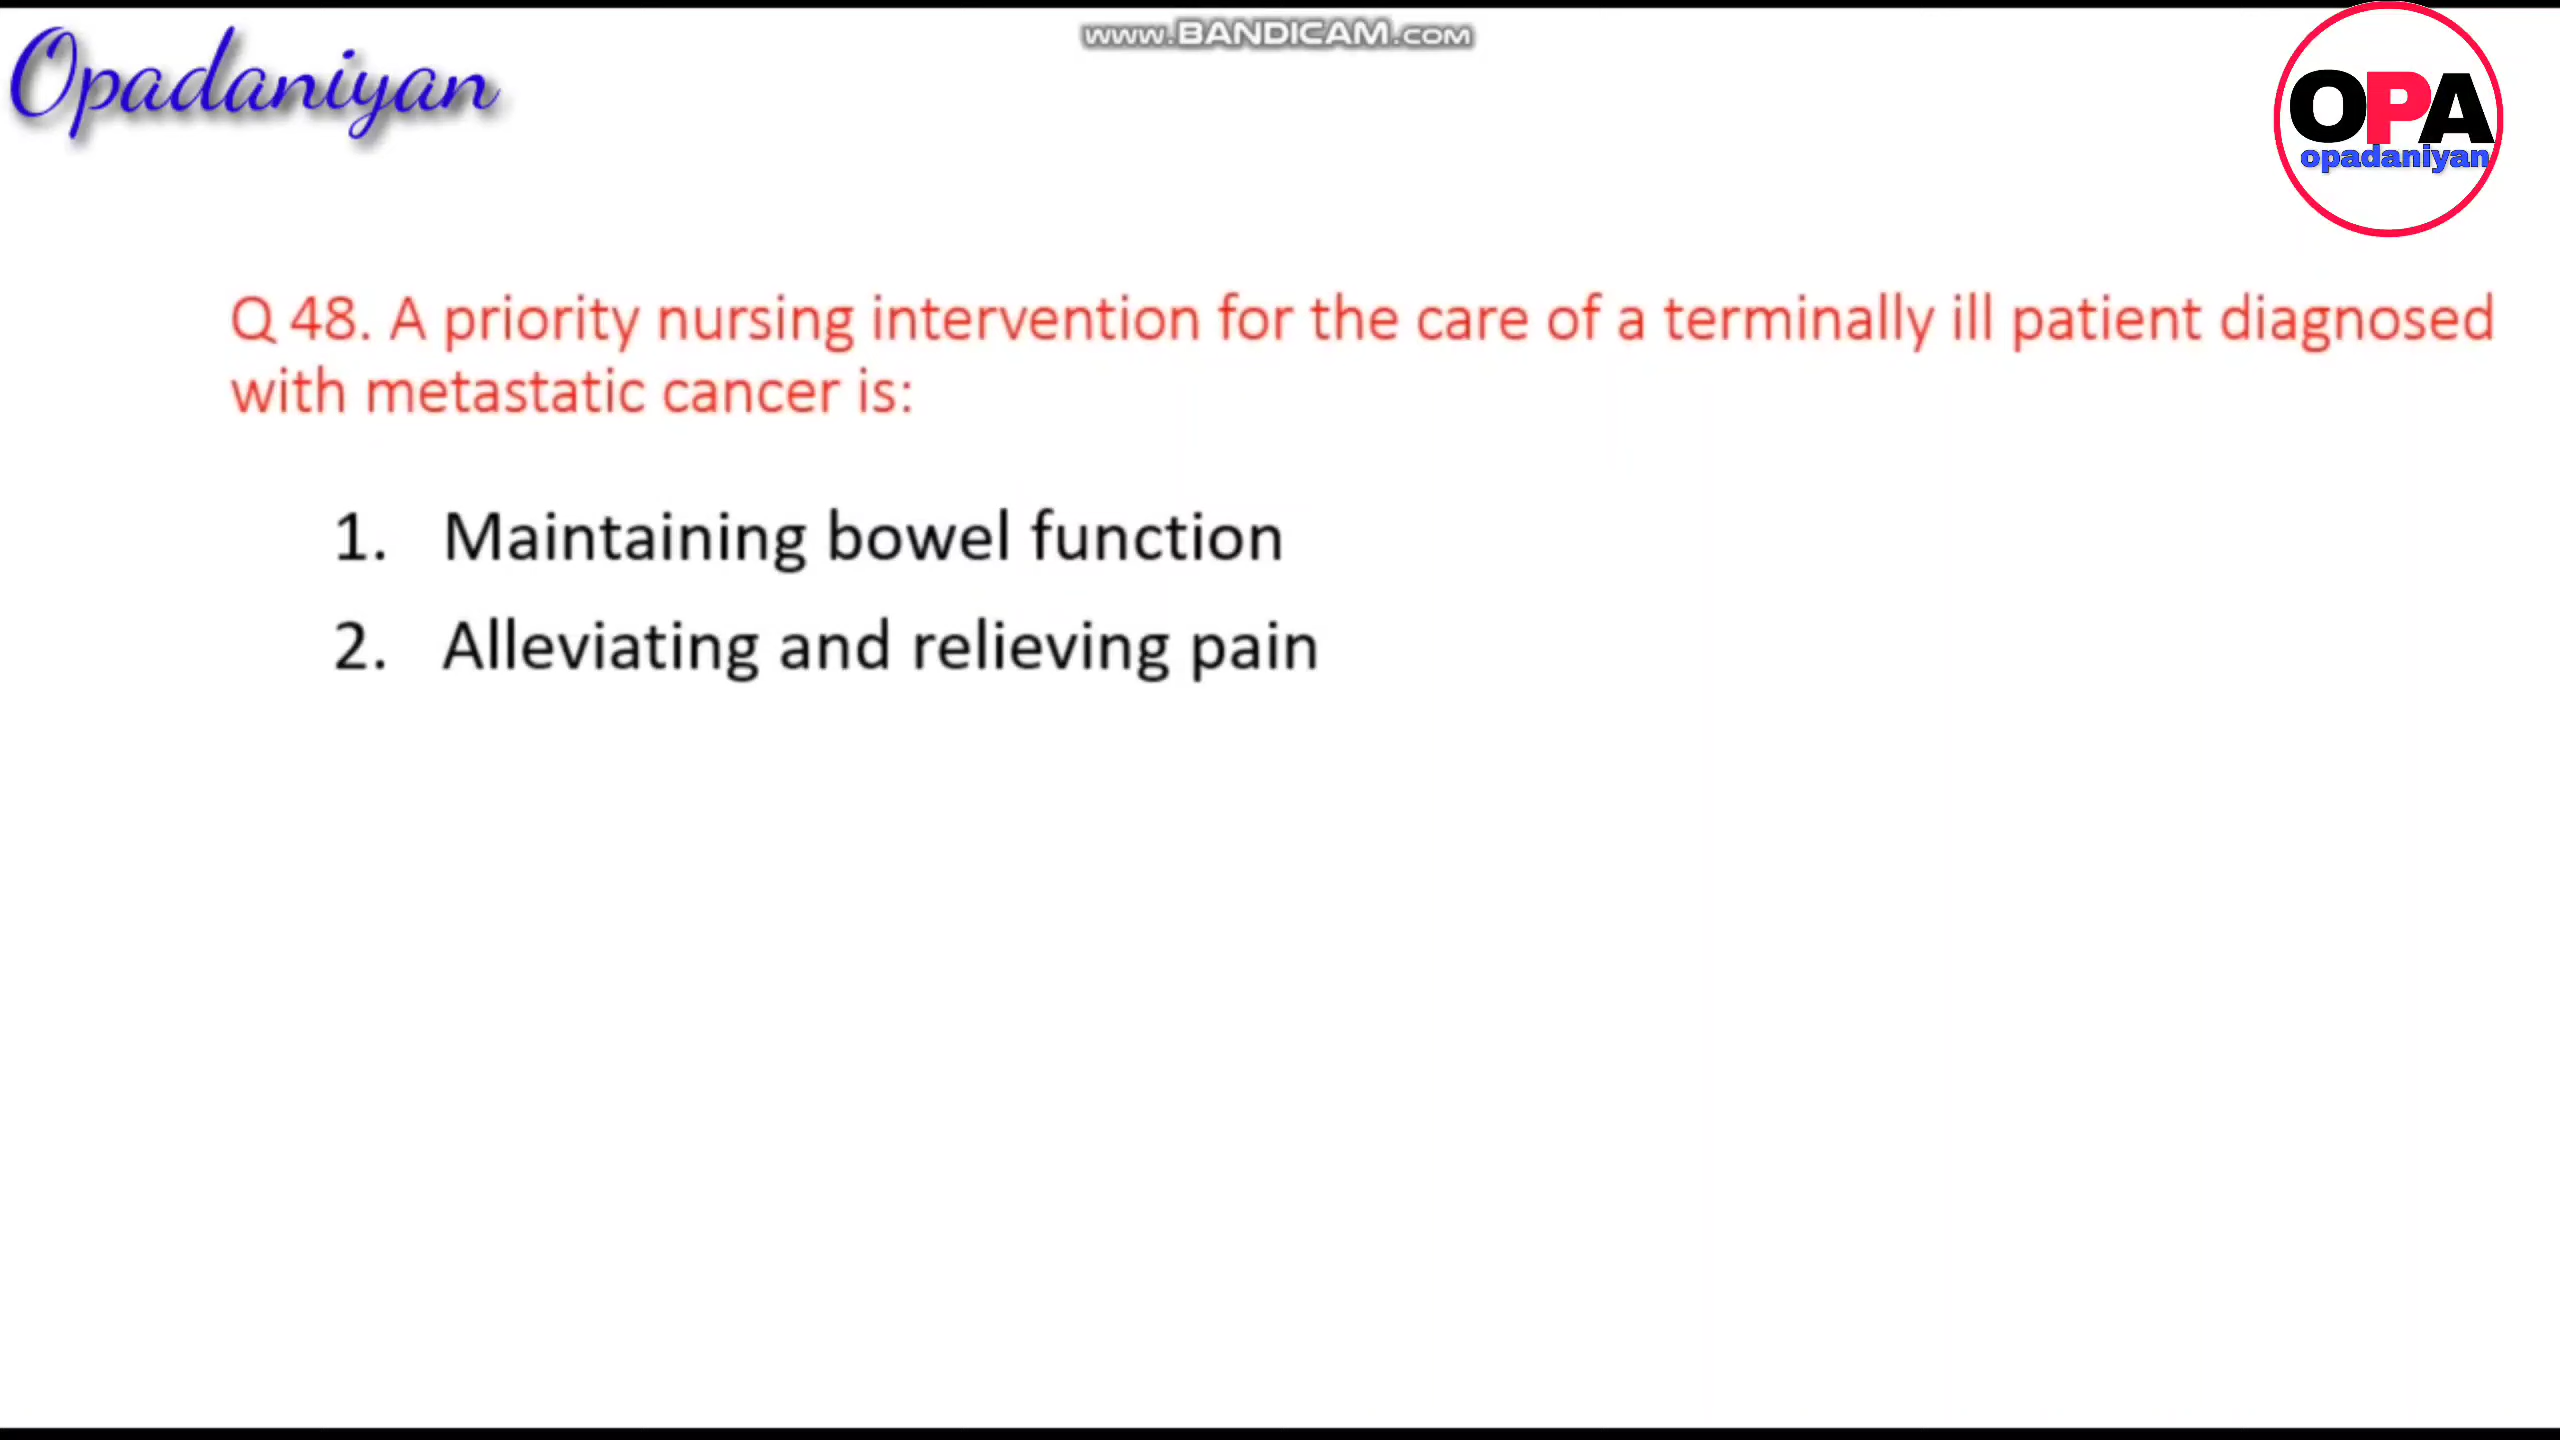 www.BANDICAM.com
Opadaniyan
OPA
opadaniyan
Q 48. A priority nursing intervention for the care of a terminally ill patient diagnosed
with metastatic cancer is:
1. Maintaining bowel function
2. Alleviating and relieving pain